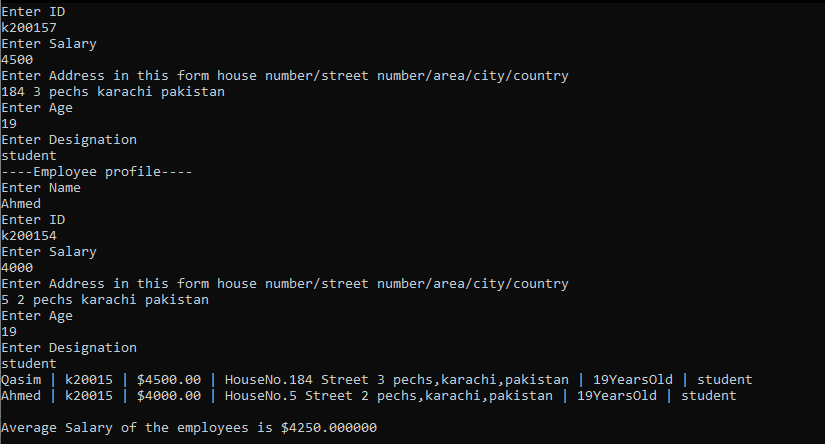 Enter ID
k200157
Enter Salary
4500
Enter Address in this form house number/street number/area/city/country
184 3 pechs karachi pakistan
Enter Age
19
Enter Designation
student
----Employee profile----
Enter Name
Ahmed
Enter ID
k200154
Enter Salary
4000
Enter Address in this form house number/street number/area/city/country
5 2 pechs karachi pakistan
Enter Age
19
Enter Designation
student
Qasim | k20015 | $4500.00 | HouseNo.184 Street 3 pechs,karachi,pakistan | 19YearsOld | student
Ahmed | k20015 | $4000.00 | HouseNo.5 Street 2 pechs,karachi,pakistan | 19YearsOld | student
Average Salary of the employees is $4250.000000